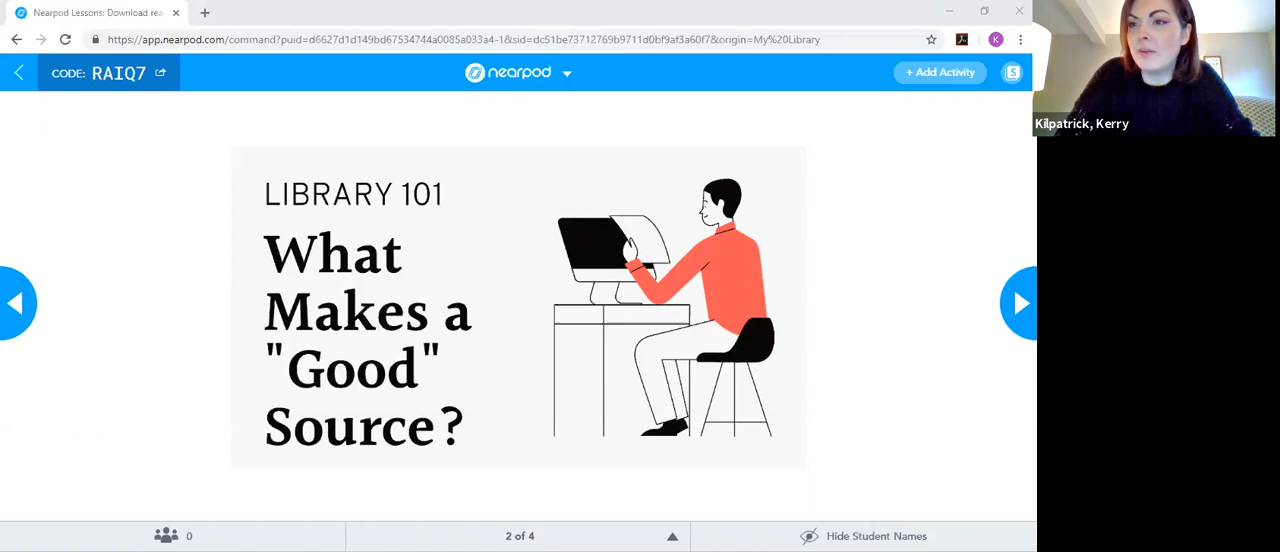 Nearpod Lessons: Download rea
https://app.nearpod.com/command?puid=d6627d1d149bd67534744a0085a033a4-1&sid=dc51be73712769b9711d0bf9af3a60f7&origin=My%20Library
K
CODE: RAIQ7
nearpod
+ Add Activity
S
Kilpatrick, Kerry
LIBRARY 101
What
Makes a
"Good"
Source?
0
2 of 4
Hide Student Names